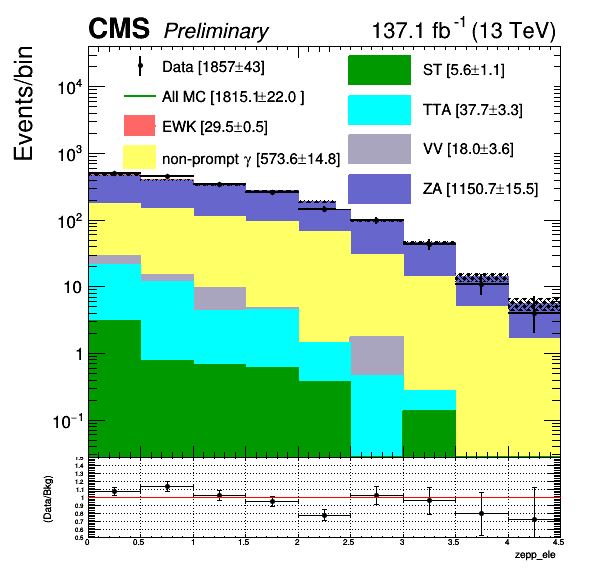 CMS Preliminary 137.1 fb⁻¹ (13 TeV)
Events/bin
Data [1857±43]
All MC [1815.1±22.0 ]
EWK [29.5±0.5]
non-prompt γ [573.6±14.8]
ST [5.6±1.1]
TTA [37.7±3.3]
VV [18.0±3.6]
ZA [1150.7±15.5]
10⁴
10³
10²
10
1
10⁻¹
(Data/Bkg)
1.5
1.4
1.3
1.2
1.1
1
0.9
0.8
0.7
0.6
0.5
0 0.5 1 1.5 2 2.5 3 3.5 4 4.5
zepp_ele